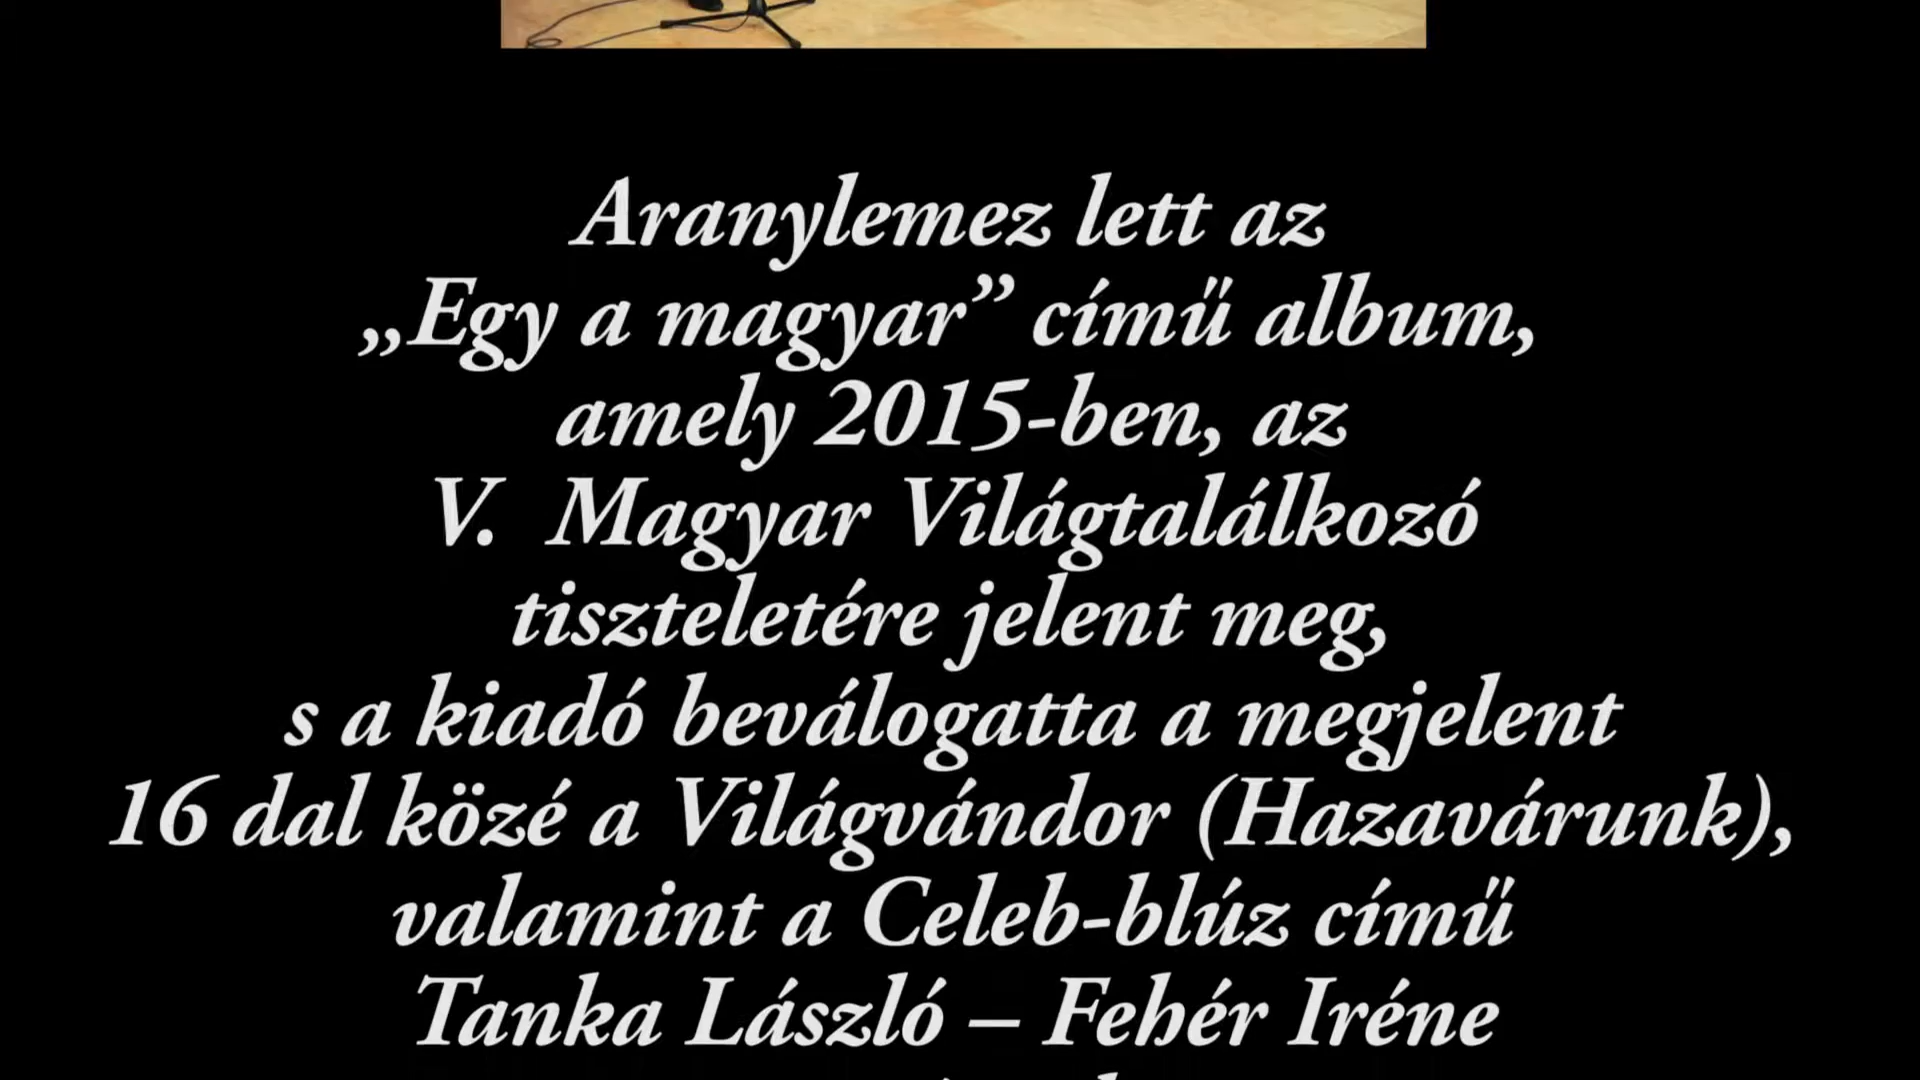 Aranylemez lett az
„Egy a magyar” című album,
amely 2015-ben, az
V. Magyar Világtalálkozó
tiszteletére jelent meg,
s a kiadó beválogatta a megjelent
16 dal közé a Világvándor (Hazavárunk),
valamint a Celeb-blúz című
Tanka László – Fehér Iréne